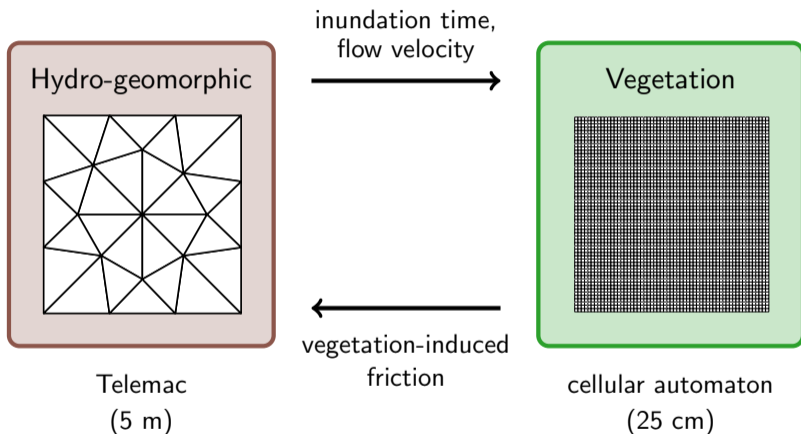 inundation time,
flow velocity
Hydro-geomorphic
Vegetation
vegetation-induced
friction
Telemac
(5 m)
cellular automaton
(25 cm)